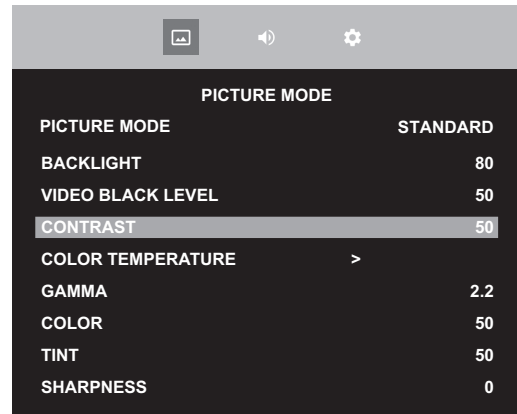 PICTURE MODE
PICTURE MODE STANDARD
BACKLIGHT 80
VIDEO BLACK LEVEL 50
CONTRAST 50
COLOR TEMPERATURE >
GAMMA 2.2
COLOR 50
TINT 50
SHARPNESS 0